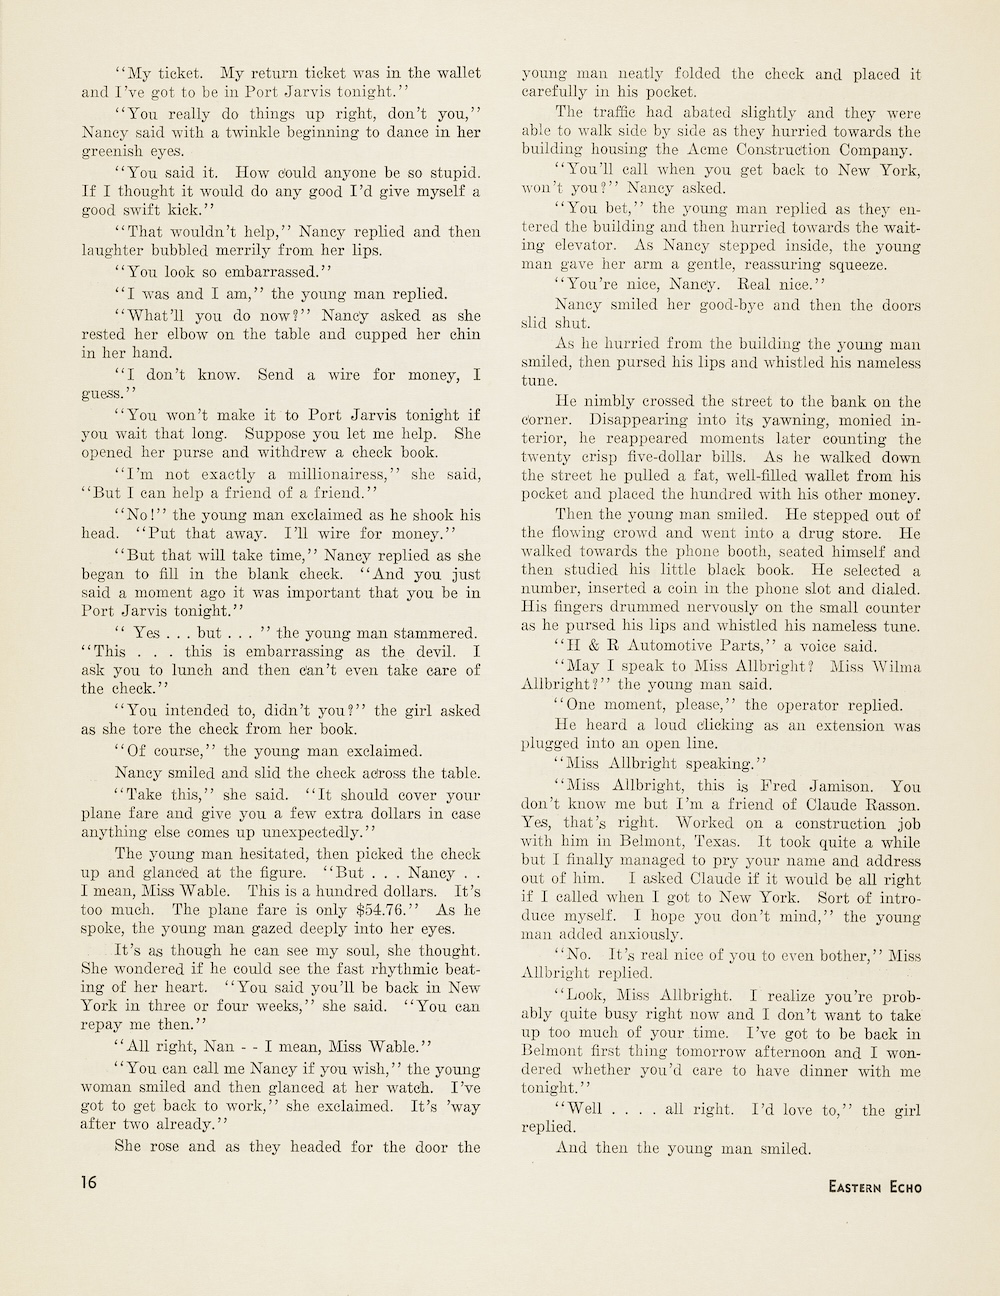 “My ticket. My return ticket was in the wallet
and I’ve got to be in Port Jarvis tonight.”
“You really do things up right, don’t you,”
Nancy said with a twinkle beginning to dance in her
greenish eyes.
“You said it. How could anyone be so stupid.
If I thought it would do any good I’d give myself a
good swift kick.”
“That wouldn’t help,” Nancy replied and then
laughter bubbled merrily from her lips.
“You look so embarrassed.”
“I was and I am,” the young man replied.
“What’ll you do now?” Nancy asked as she
rested her elbow on the table and cupped her chin
in her hand.
“I don’t know. Send a wire for money, I
guess.”
“You won’t make it to Port Jarvis tonight if
you wait that long. Suppose you let me help. She
opened her purse and withdrew a check book.
“I’m not exactly a millionairess,” she said,
“But I can help a friend of a friend.”
“No!” the young man exclaimed as he shook his
head. “Put that away. I’ll wire for money.”
“But that will take time,” Nancy replied as she
began to fill in the blank check. “And you just
said a moment ago it was important that you be in
Port Jarvis tonight.”
“ Yes . . . but . . . ” the young man stammered.
“This . . . this is embarrassing as the devil. I
ask you to lunch and then can’t even take care of
the check.”
“You intended to, didn’t you?” the girl asked
as she tore the check from her book.
“Of course,” the young man exclaimed.
Nancy smiled and slid the check across the table.
“Take this,” she said. “It should cover your
plane fare and give you a few extra dollars in case
anything else comes up unexpectedly.”
The young man hesitated, then picked the check
up and glanced at the figure. “But . . . Nancy . .
I mean, Miss Wable. This is a hundred dollars. It’s
too much. The plane fare is only $54.76.” As he
spoke, the young man gazed deeply into her eyes.
It’s as though he can see my soul, she thought.
She wondered if he could see the fast rhythmic beat-
ing of her heart. “You said you’ll be back in New
York in three or four weeks,” she said. “You can
repay me then.”
“All right, Nan - - I mean, Miss Wable.”
“You can call me Nancy if you wish,” the young
woman smiled and then glanced at her watch. I’ve
got to get back to work,” she exclaimed. It’s ’way
after two already.”
She rose and as they headed for the door the
young man neatly folded the check and placed it
carefully in his pocket.
The traffic had abated slightly and they were
able to walk side by side as they hurried towards the
building housing the Acme Construction Company.
“You’ll call when you get back to New York,
won’t you?” Nancy asked.
“You bet,” the young man replied as they en-
tered the building and then hurried towards the wait-
ing elevator. As Nancy stepped inside, the young
man gave her arm a gentle, reassuring squeeze.
“You’re nice, Nancy. Real nice.”
Nancy smiled her good-bye and then the doors
slid shut.
As he hurried from the building the young man
smiled, then pursed his lips and whistled his nameless
tune.
He nimbly crossed the street to the bank on the
corner. Disappearing into its yawning, monied in-
terior, he reappeared moments later counting the
twenty crisp five-dollar bills. As he walked down
the street he pulled a fat, well-filled wallet from his
pocket and placed the hundred with his other money.
Then the young man smiled. He stepped out of
the flowing crowd and went into a drug store. He
walked towards the phone booth, seated himself and
then studied his little black book. He selected a
number, inserted a coin in the phone slot and dialed.
His fingers drummed nervously on the small counter
as he pursed his lips and whistled his nameless tune.
“H & R Automotive Parts,” a voice said.
“May I speak to Miss Allbright? Miss Wilma
Allbright?” the young man said.
“One moment, please,” the operator replied.
He heard a loud clicking as an extension was
plugged into an open line.
“Miss Allbright speaking.”
“Miss Allbright, this is Fred Jamison. You
don’t know me but I’m a friend of Claude Rasson.
Yes, that’s right. Worked on a construction job
with him in Belmont, Texas. It took quite a while
but I finally managed to pry your name and address
out of him. I asked Claude if it would be all right
if I called when I got to New York. Sort of intro-
duce myself. I hope you don’t mind,” the young
man added anxiously.
“No. It’s real nice of you to even bother,” Miss
Allbright replied.
“Look, Miss Allbright. I realize you’re prob-
ably quite busy right now and I don’t want to take
up too much of your time. I’ve got to be back in
Belmont first thing tomorrow afternoon and I won-
dered whether you’d care to have dinner with me
tonight.”
“Well . . . . all right. I’d love to,” the girl
replied.
And then the young man smiled.
16
EASTERN ECHO